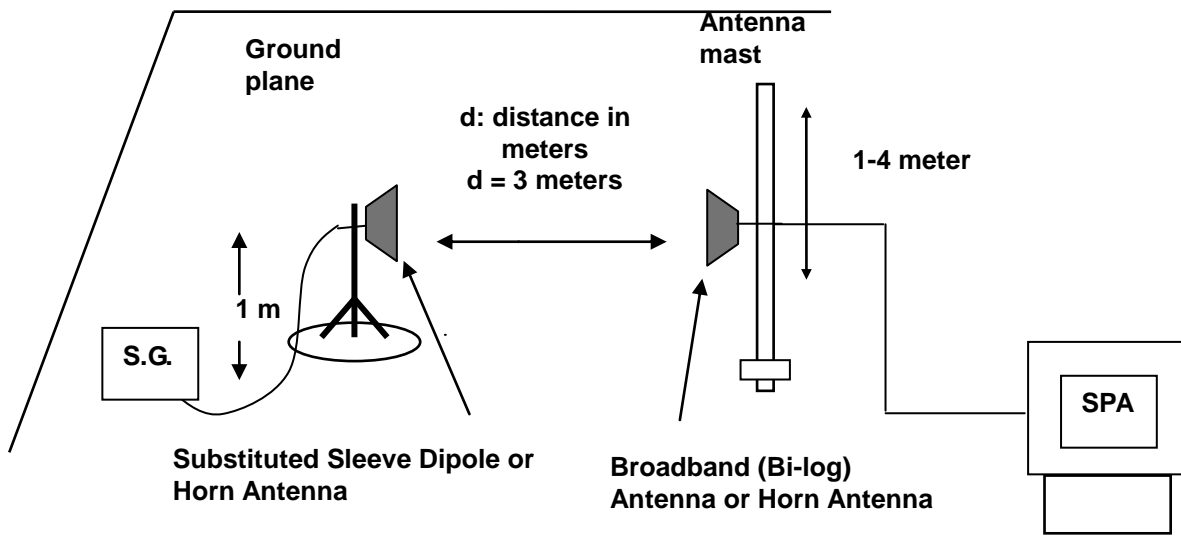 Ground
plane
Antenna
mast
d: distance in
meters
d = 3 meters
1-4 meter
1 m
S.G.
SPA
Substituted Sleeve Dipole or
Horn Antenna
Broadband (Bi-log)
Antenna or Horn Antenna